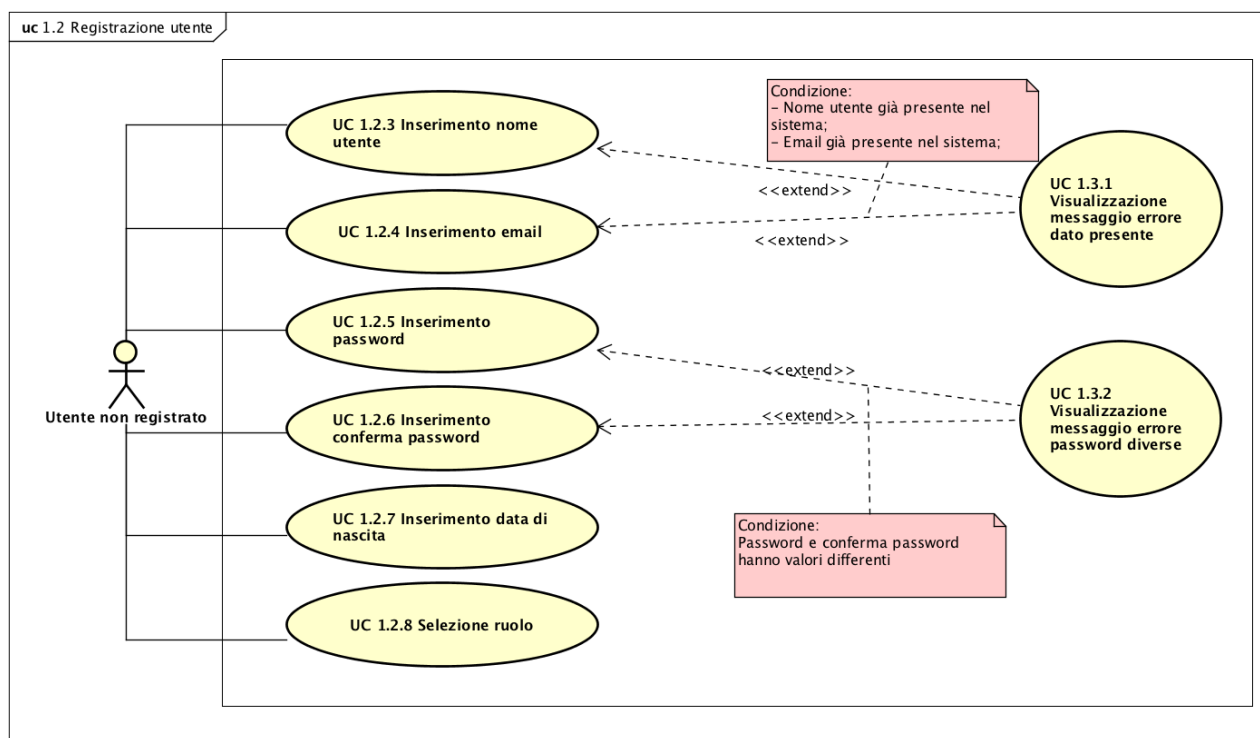 uc 1.2 Registrazione utente
UC 1.2.3 Inserimento nome
utente
UC 1.2.4 Inserimento email
UC 1.2.5 Inserimento
password
UC 1.2.6 Inserimento
conferma password
UC 1.2.7 Inserimento data di
nascita
UC 1.2.8 Selezione ruolo
Utente non registrato
Condizione:
- Nome utente già presente nel
sistema;
- Email già presente nel sistema;
<<extend>>
<<extend>>
UC 1.3.1
Visualizzazione
messaggio errore
dato presente
<<extend>>
<<extend>>
UC 1.3.2
Visualizzazione
messaggio errore
password diverse
Condizione:
Password e conferma password
hanno valori differenti